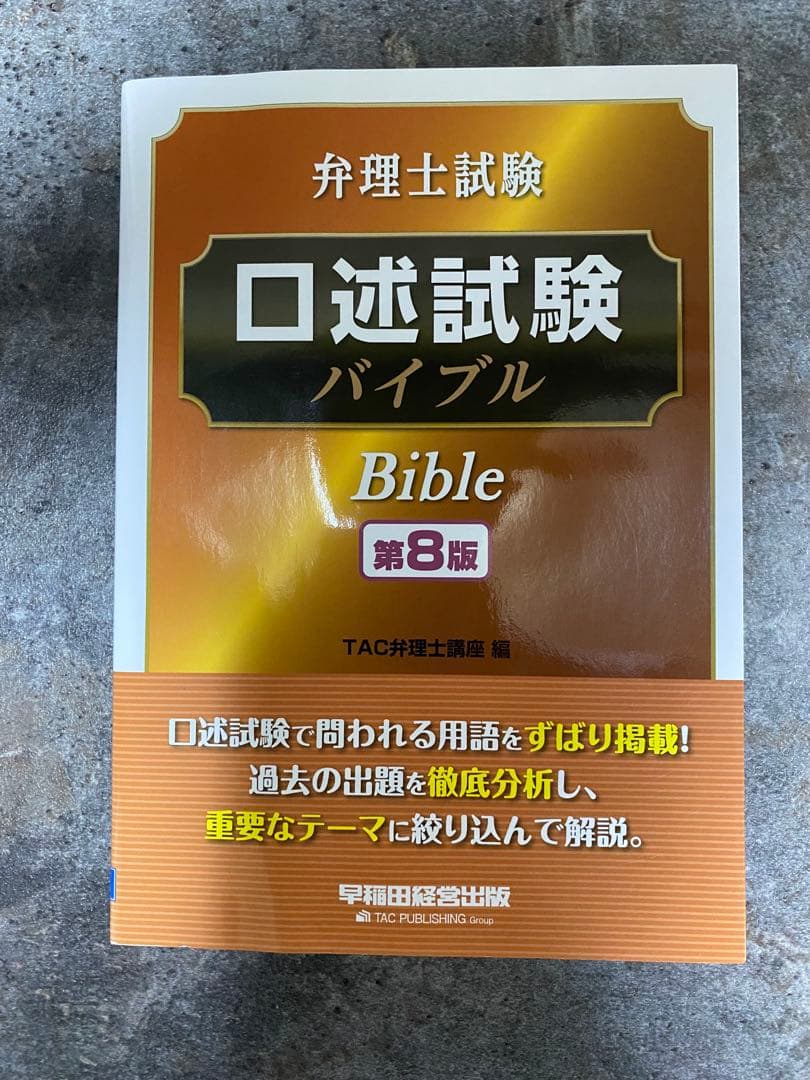 弁理士試験
口述試験
バイブル
Bible
第8版
TAC弁理士講座 編
口述試験で問われる用語をずばり掲載!
過去の出題を徹底分析し、
重要なテーマに絞り込んで解説。
早稲田経営出版
TAC PUBLISHING Group